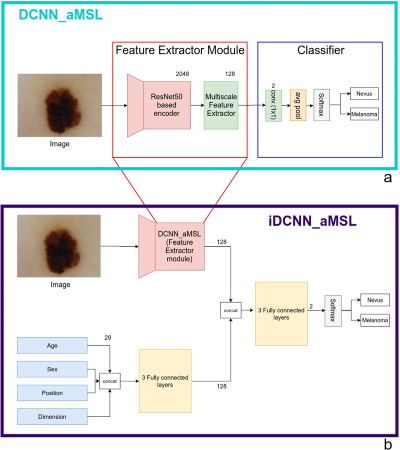 DCNN_aMSL
Feature Extractor Module
Classifier
2048
128
ResNet50
based
encoder
Multiscale
Feature
Extractor
2
conv (1x1)
avg pool
Softmax
Nevus
Melanoma
Image
a
iDCNN_aMSL
DCNN_aMSL
(Feature
Extractor
module)
128
Image
concat
3 Fully connected
layers
2
Softmax
Nevus
Melanoma
Age
29
Sex
Position
Dimension
concat
3 Fully connected
layers
128
b